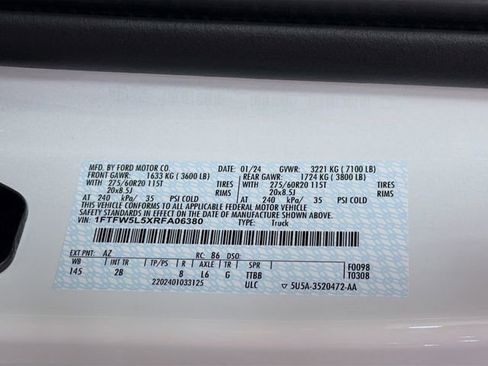 MFD. BY FORD MOTOR CO. 01/24 GVWR: 3221 KG ( 7100 LB)
FRONT GAWR: 1633 KG ( 3600 LB) REAR GAWR: 1724 KG ( 3800 LB)
WITH 275/60R20 115T TIRES WITH 275/60R20 115T TIRES
20x8.5J RIMS 20x8.5J RIMS
AT 240 kPa/ 35 PSI COLD AT 240 kPa/ 35 PSI COLD
THIS VEHICLE CONFORMS TO ALL APPLICABLE FEDERAL MOTOR VEHICLE SAFETY AND THEFT PREVENTION STANDARDS IN EFFECT ON THE DATE OF MANUFACTURE SHOWN ABOVE.
VIN: 1FTFW5L5XRFA06380 TYPE: Truck
EXT PNT: AZ RC: 86 DSO:
WB INT TR TP/PS R AXLE TR SPR F0098
145 2B 8 L6 G TTBB T0308
2202401033125 ULC 5U5A-3520472-AA